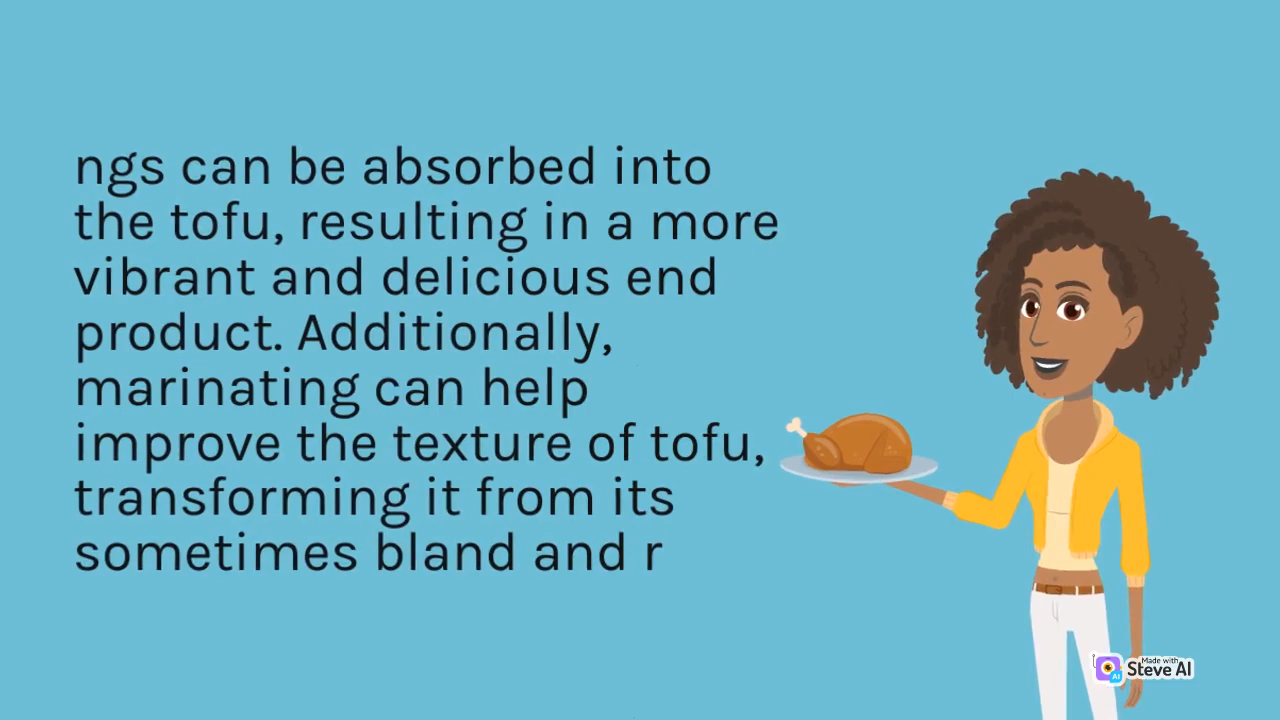 ngs can be absorbed into
the tofu, resulting in a more
vibrant and delicious end
product. Additionally,
marinating can help
improve the texture of tofu,
transforming it from its
sometimes bland and r
Made with
Steve AI
AI